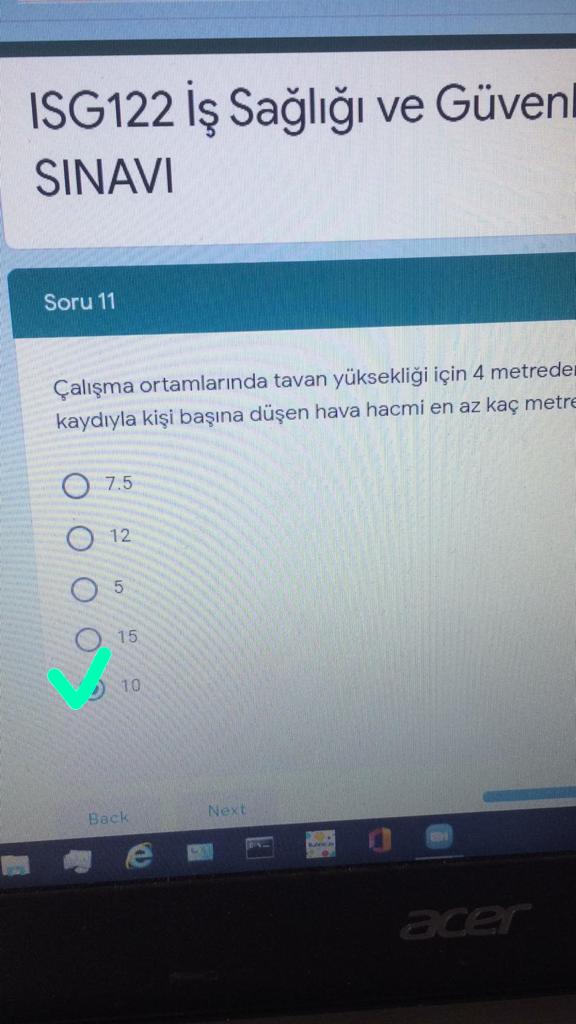 ISG122 İş Sağlığı ve Güvenl
SINAVI
Soru 11
Çalışma ortamlarında tavan yüksekliği için 4 metreden
kaydıyla kişi başına düşen hava hacmi en az kaç metre
7.5
12
5
15
10
Back
Next
acer